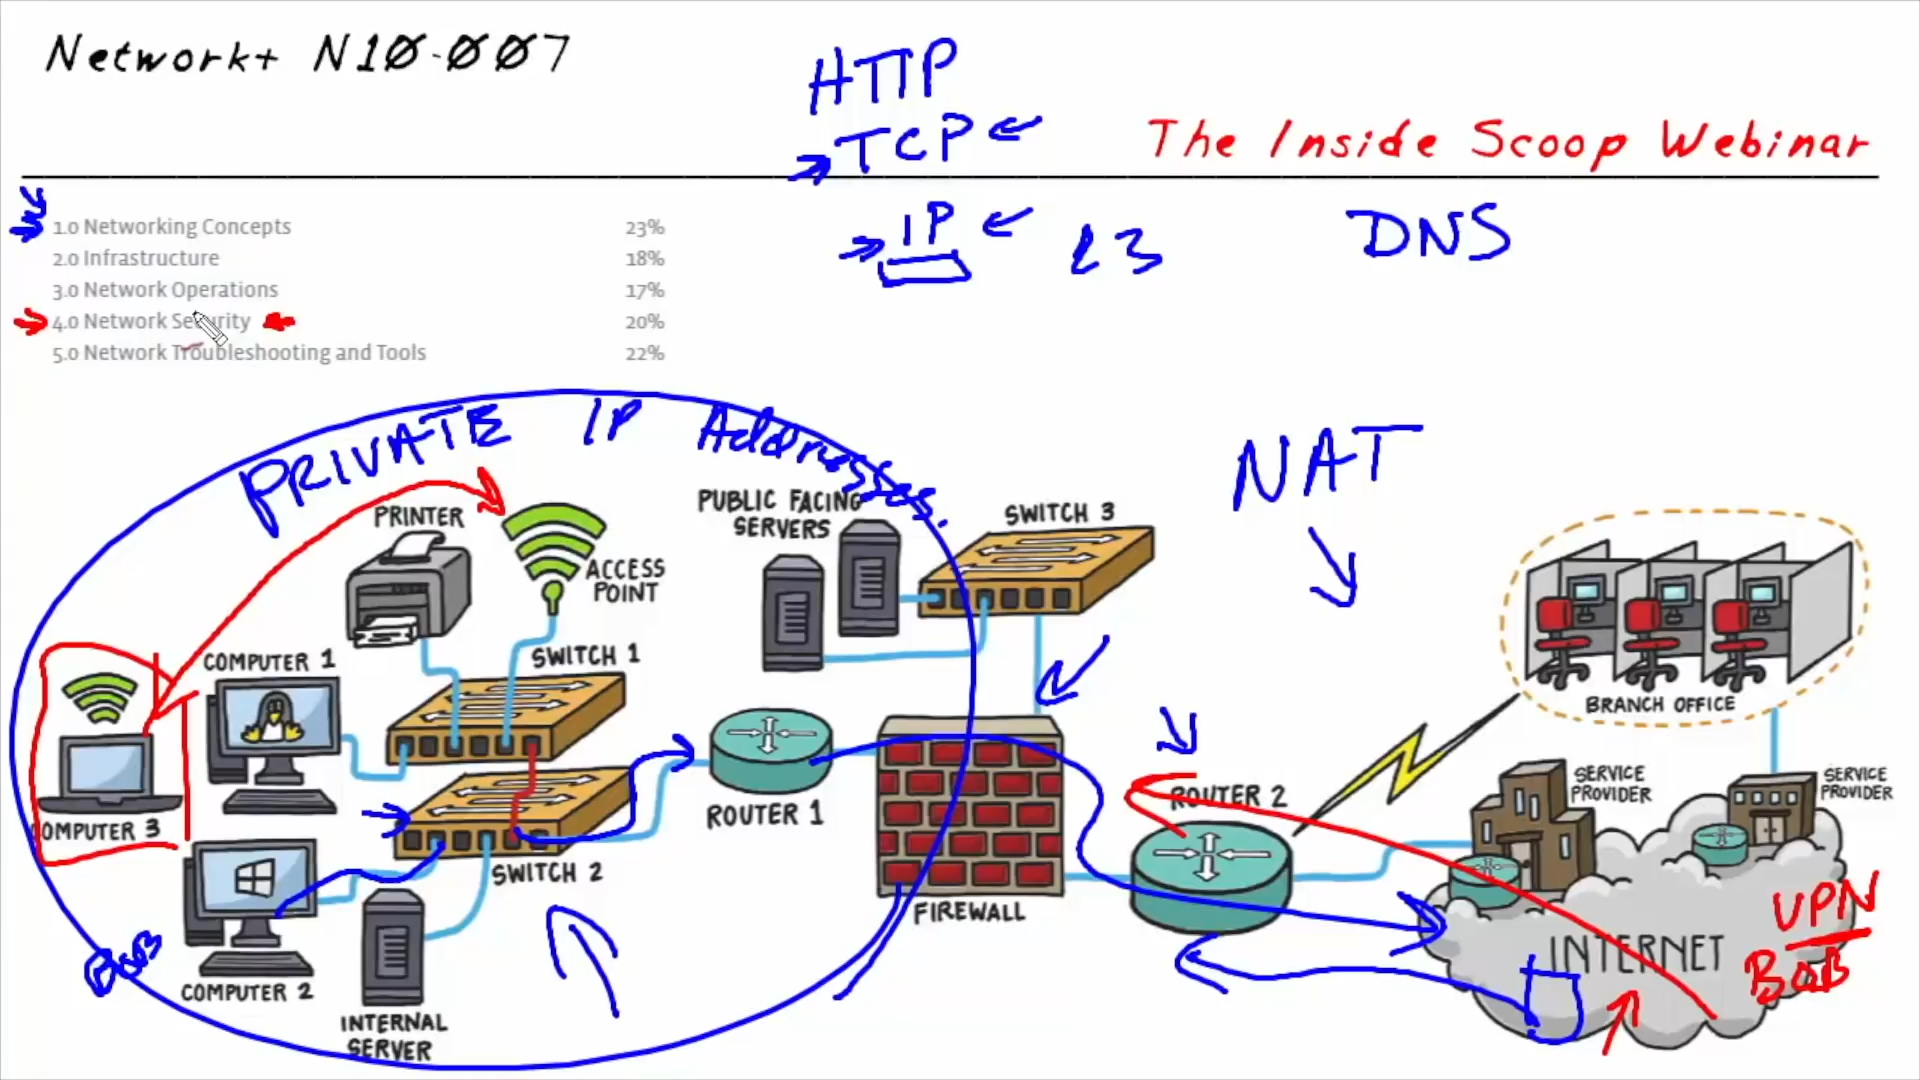 Network+ N10-007
HTTP
TCP
The Inside Scoop Webinar
1.0 Networking Concepts 23%
2.0 Infrastructure 18%
3.0 Network Operations 17%
4.0 Network Security 20%
5.0 Network Troubleshooting and Tools 22%
IP
L3
DNS
PRIVATE IP Addresses.
NAT
PRINTER
ACCESS
POINT
PUBLIC FACING
SERVERS
SWITCH 3
COMPUTER 1
SWITCH 1
BRANCH OFFICE
COMPUTER 3
ROUTER 1
ROUTER 2
SERVICE
PROVIDER
SERVICE
PROVIDER
SWITCH 2
FIREWALL
VPN
INTERNET
BOB
BOB
COMPUTER 2
INTERNAL
SERVER